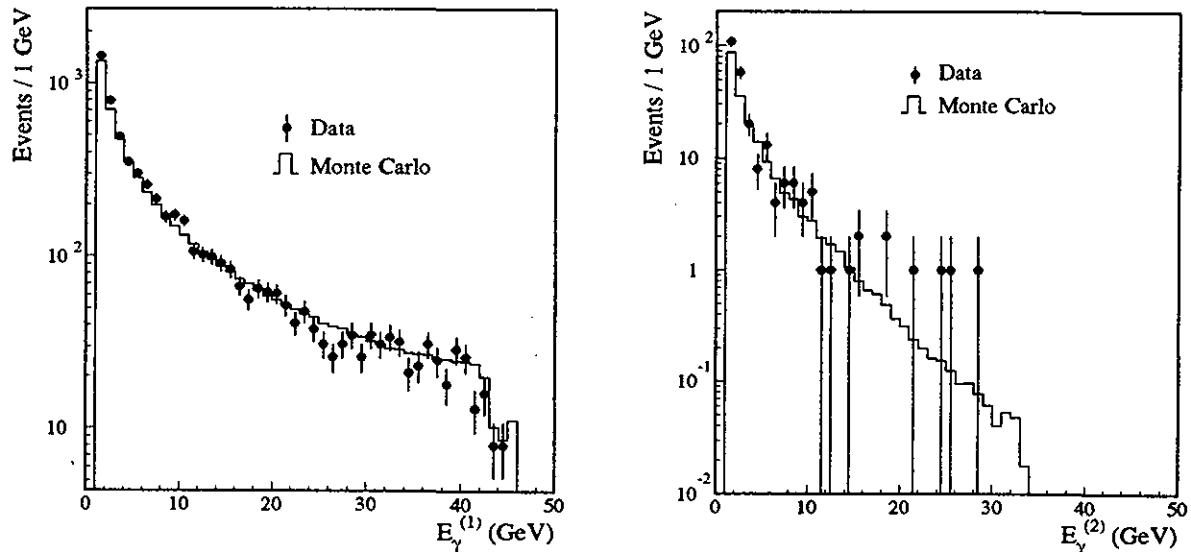 Events / 1 GeV
10³
10²
10
Data
Monte Carlo
0
10
20
30
40
50
E_γ^(1) (GeV)
Events / 1 GeV
10²
10
1
10⁻¹
10⁻²
Data
Monte Carlo
0
10
20
30
40
50
E_γ^(2) (GeV)